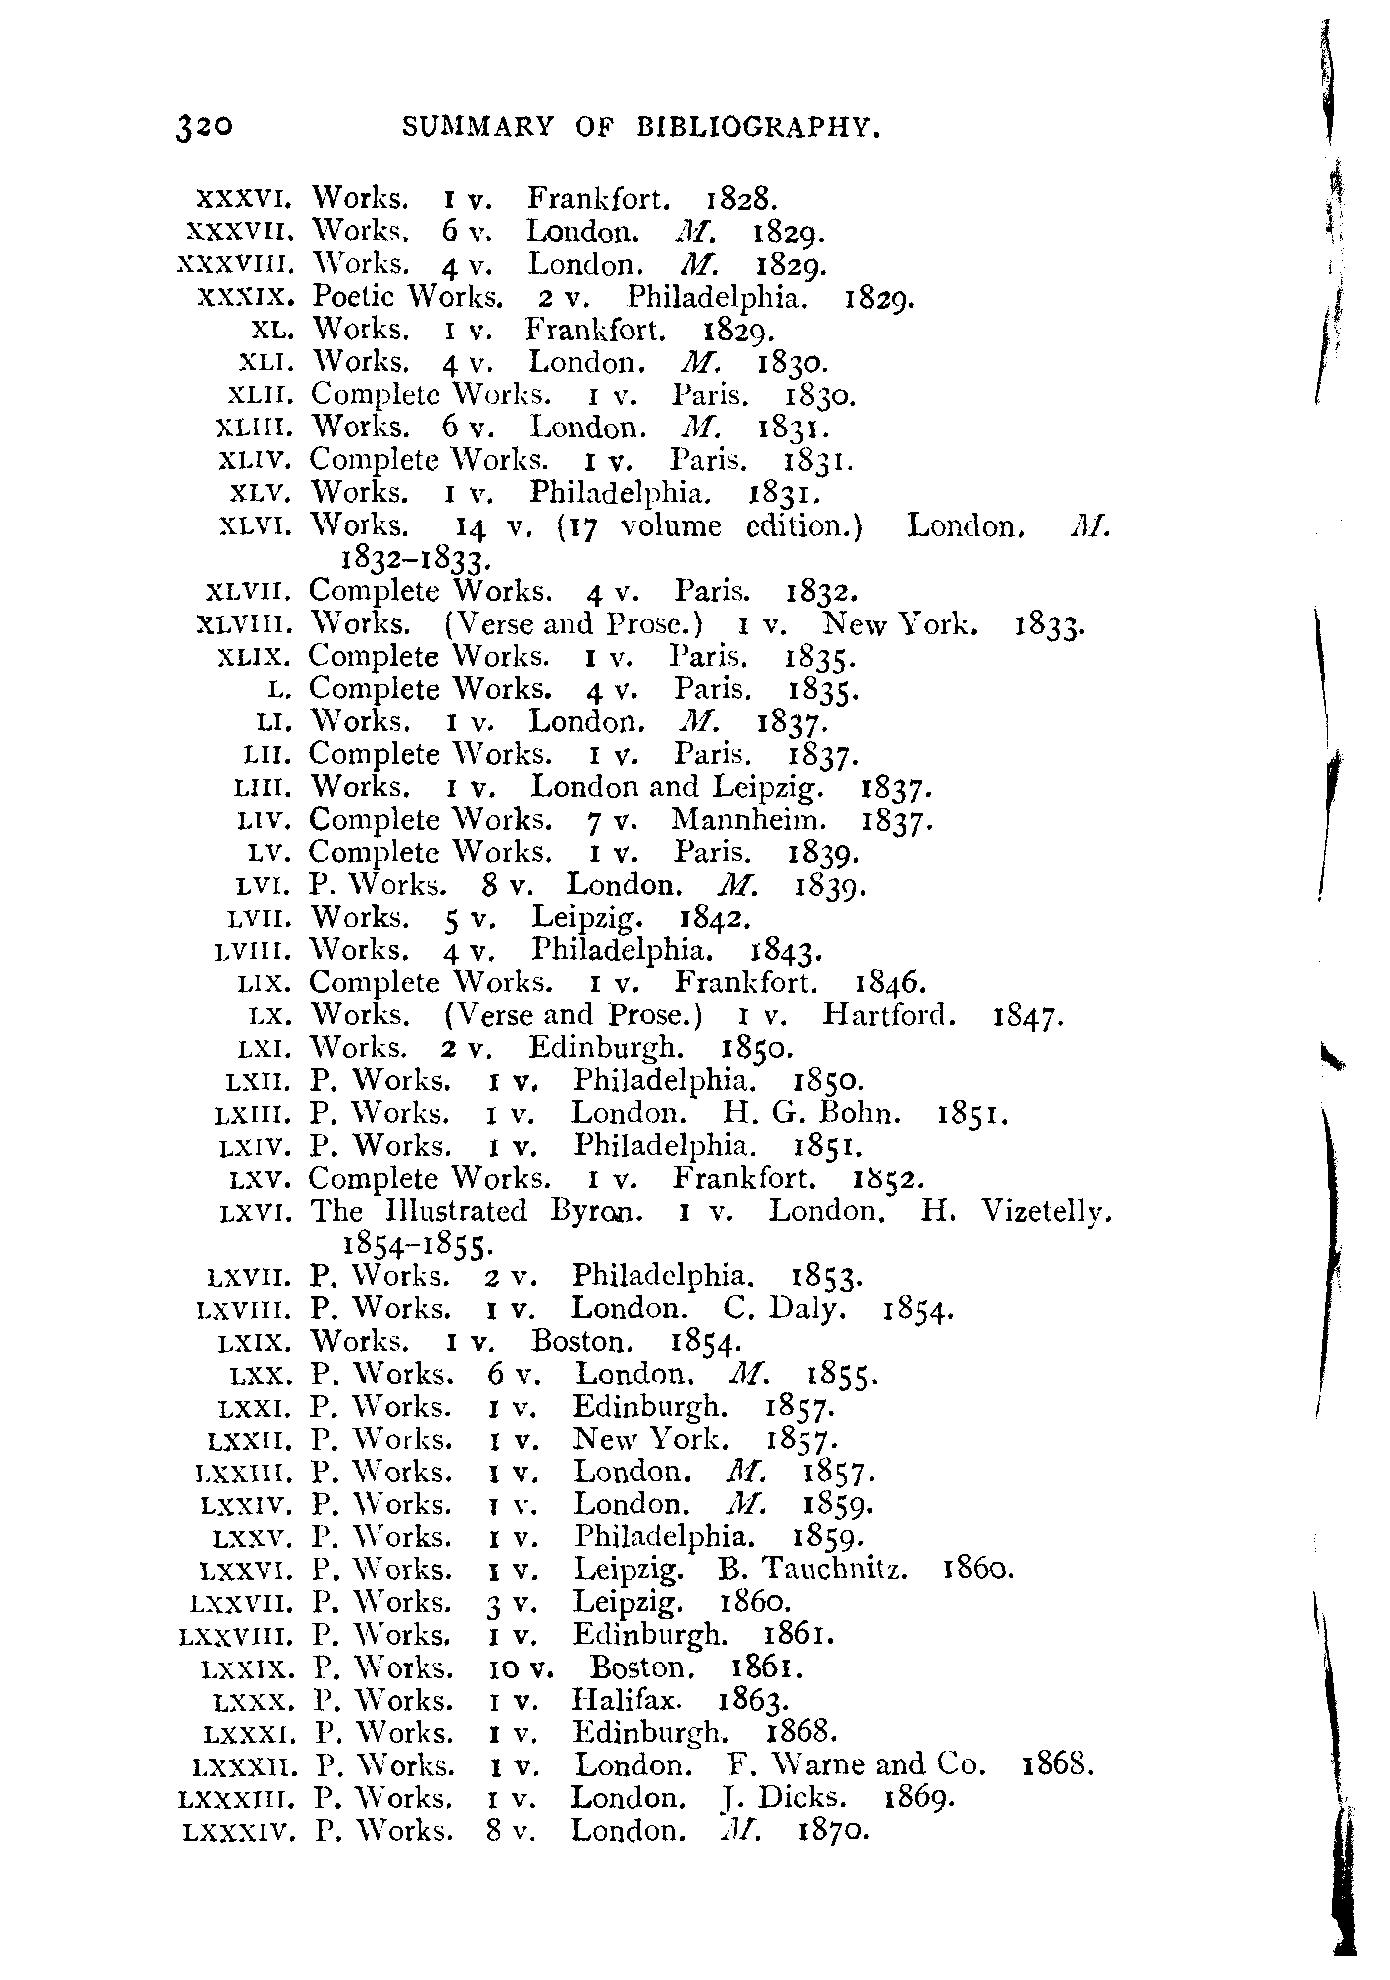 320 SUMMARY OF BIBLIOGRAPHY.
XXXVI. Works. 1 v. Frankfort. 1828.
XXXVII. Works. 6 v. London. M. 1829.
XXXVIII. Works. 4 v. London. M. 1829.
XXXIX. Poetic Works. 2 v. Philadelphia. 1829.
XL. Works. 1 v. Frankfort. 1829.
XLI. Works. 4 v. London. M. 1830.
XLII. Complete Works. 1 v. Paris. 1830.
XLIII. Works. 6 v. London. M. 1831.
XLIV. Complete Works. 1 v. Paris. 1831.
XLV. Works. 1 v. Philadelphia. 1831.
XLVI. Works. 14 v. (17 volume edition.) London. M.
1832–1833.
XLVII. Complete Works. 4 v. Paris. 1832.
XLVIII. Works. (Verse and Prose.) 1 v. New York. 1833.
XLIX. Complete Works. 1 v. Paris. 1835.
L. Complete Works. 4 v. Paris. 1835.
LI. Works. 1 v. London. M. 1837.
LII. Complete Works. 1 v. Paris. 1837.
LIII. Works. 1 v. London and Leipzig. 1837.
LIV. Complete Works. 7 v. Mannheim. 1837.
LV. Complete Works. 1 v. Paris. 1839.
LVI. P. Works. 8 v. London. M. 1839.
LVII. Works. 5 v. Leipzig. 1842.
LVIII. Works. 4 v. Philadelphia. 1843.
LIX. Complete Works. 1 v. Frankfort. 1846.
LX. Works. (Verse and Prose.) 1 v. Hartford. 1847.
LXI. Works. 2 v. Edinburgh. 1850.
LXII. P. Works. 1 v. Philadelphia. 1850.
LXIII. P. Works. 1 v. London. H. G. Bohn. 1851.
LXIV. P. Works. 1 v. Philadelphia. 1851.
LXV. Complete Works. 1 v. Frankfort. 1852.
LXVI. The Illustrated Byron. 1 v. London. H. Vizetelly.
1854–1855.
LXVII. P. Works. 2 v. Philadelphia. 1853.
LXVIII. P. Works. 1 v. London. C. Daly. 1854.
LXIX. Works. 1 v. Boston. 1854.
LXX. P. Works. 6 v. London. M. 1855.
LXXI. P. Works. 1 v. Edinburgh. 1857.
LXXII. P. Works. 1 v. New York. 1857.
LXXIII. P. Works. 1 v. London. M. 1857.
LXXIV. P. Works. 1 v. London. M. 1859.
LXXV. P. Works. 1 v. Philadelphia. 1859.
LXXVI. P. Works. 1 v. Leipzig. B. Tauchnitz. 1860.
LXXVII. P. Works. 3 v. Leipzig. 1860.
LXXVIII. P. Works. 1 v. Edinburgh. 1861.
LXXIX. P. Works. 10 v. Boston. 1861.
LXXX. P. Works. 1 v. Halifax. 1863.
LXXXI. P. Works. 1 v. Edinburgh. 1868.
LXXXII. P. Works. 1 v. London. F. Warne and Co. 1868.
LXXXIII. P. Works. 1 v. London. J. Dicks. 1869.
LXXXIV. P. Works. 8 v. London. M. 1870.